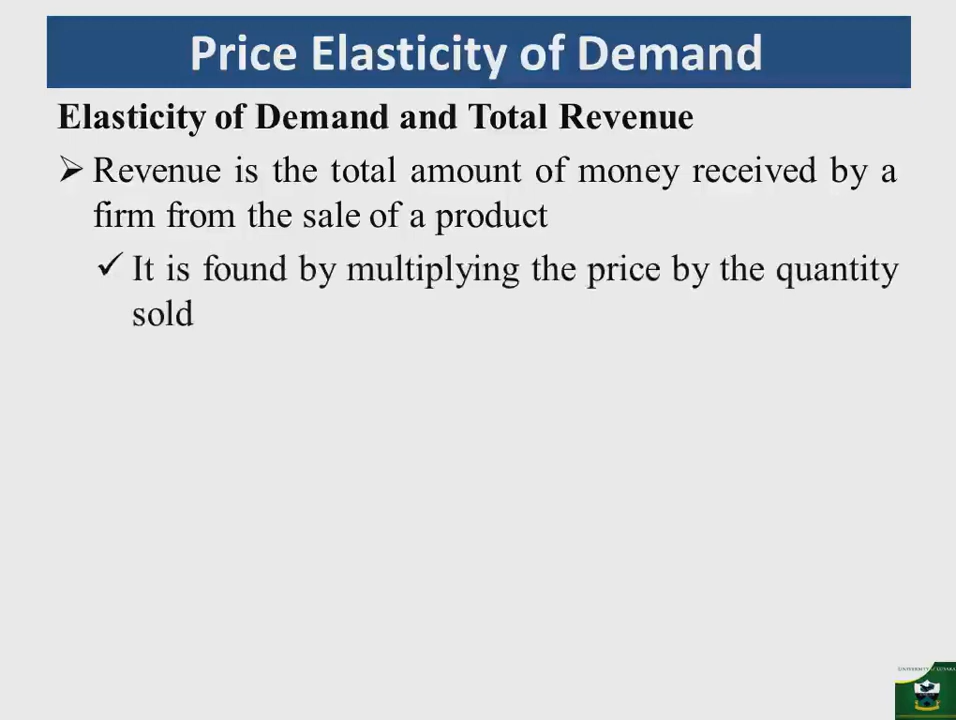 Price Elasticity of Demand
Elasticity of Demand and Total Revenue
Revenue is the total amount of money received by a
firm from the sale of a product
It is found by multiplying the price by the quantity
sold